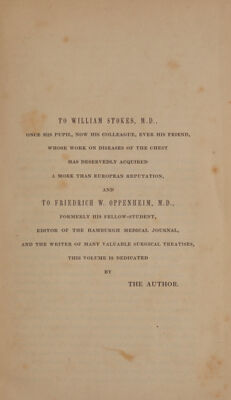 TO WILLIAM STOKES, M.D.,
ONCE HIS PUPIL, NOW HIS COLLEAGUE, EVER HIS FRIEND,
WHOSE WORK ON DISEASES OF THE CHEST
HAS DESERVEDLY ACQUIRED
A MORE THAN EUROPEAN REPUTATION,
AND
TO FRIEDRICH W. OPPENHEIM, M.D.,
FORMERLY HIS FELLOW-STUDENT,
EDITOR OF THE HAMBURGH MEDICAL JOURNAL,
AND THE WRITER OF MANY VALUABLE SURGICAL TREATISES,
THIS VOLUME IS DEDICATED
BY
THE AUTHOR.